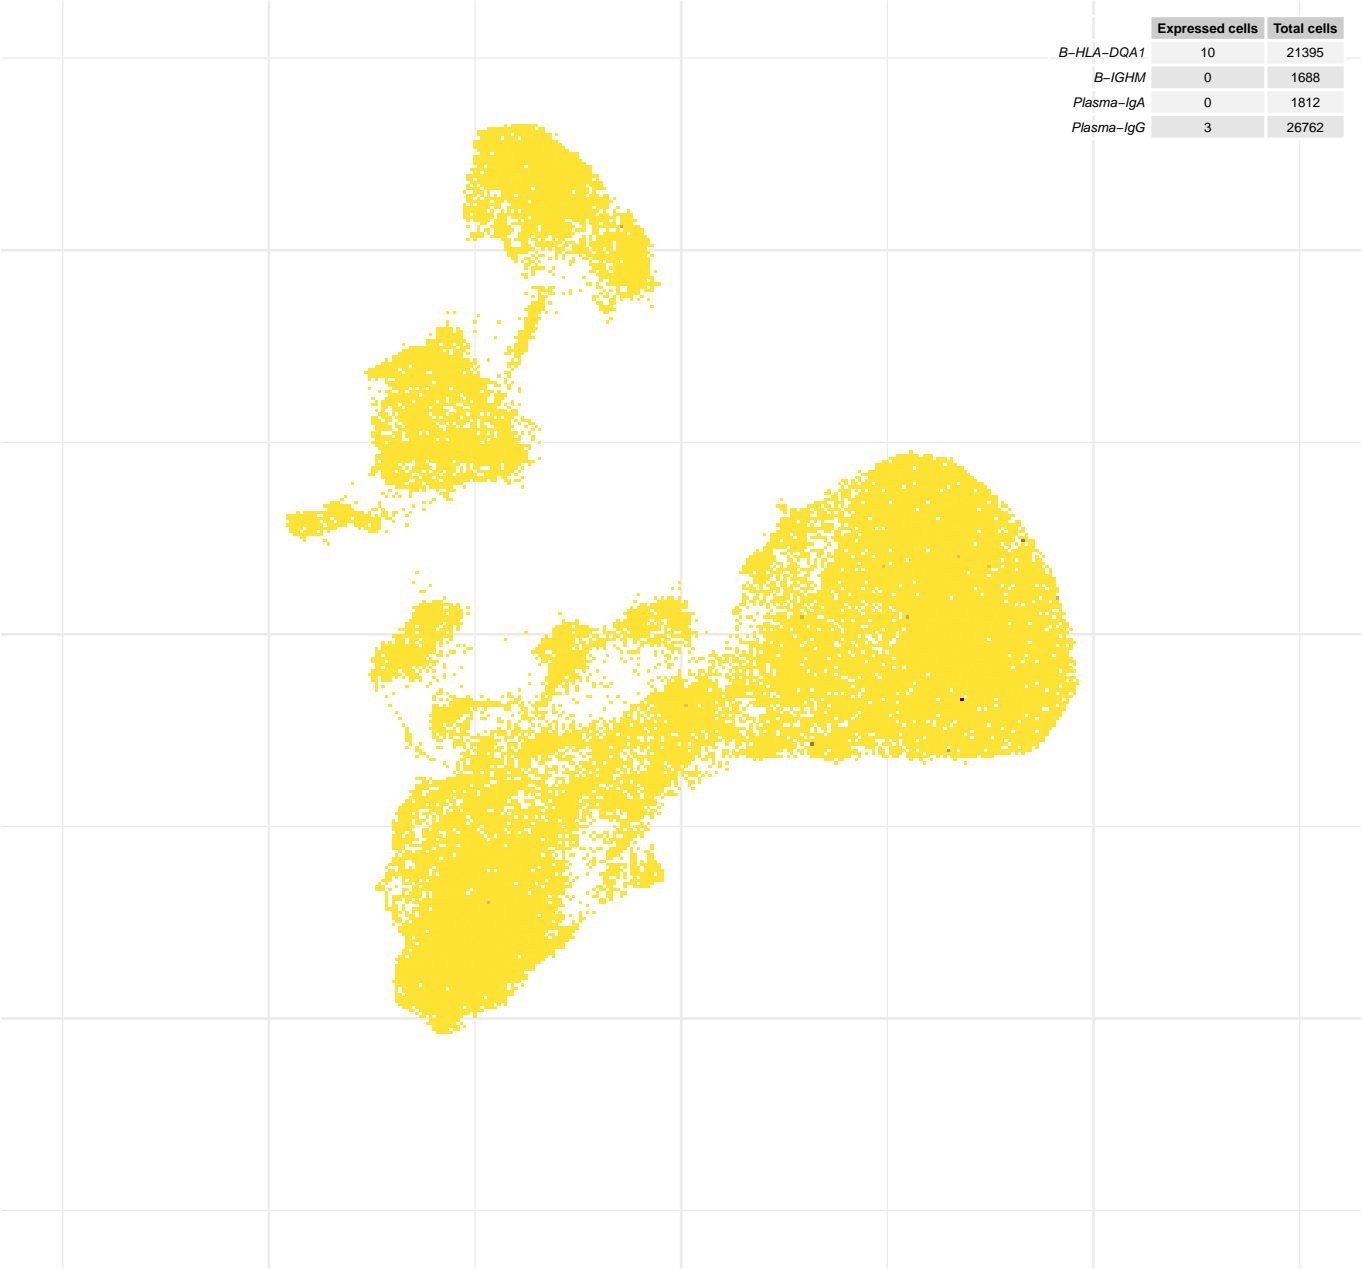 Expressed cells Total cells
B−HLA−DQA1 10 21395
B−IGHM 0 1688
Plasma−IgA 0 1812
Plasma−IgG 3 26762